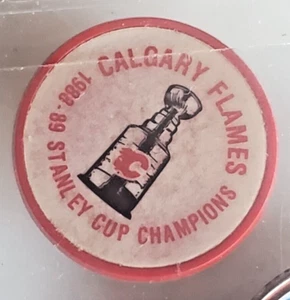 CALGARY FLAMES
1988-89 STANLEY CUP CHAMPIONS